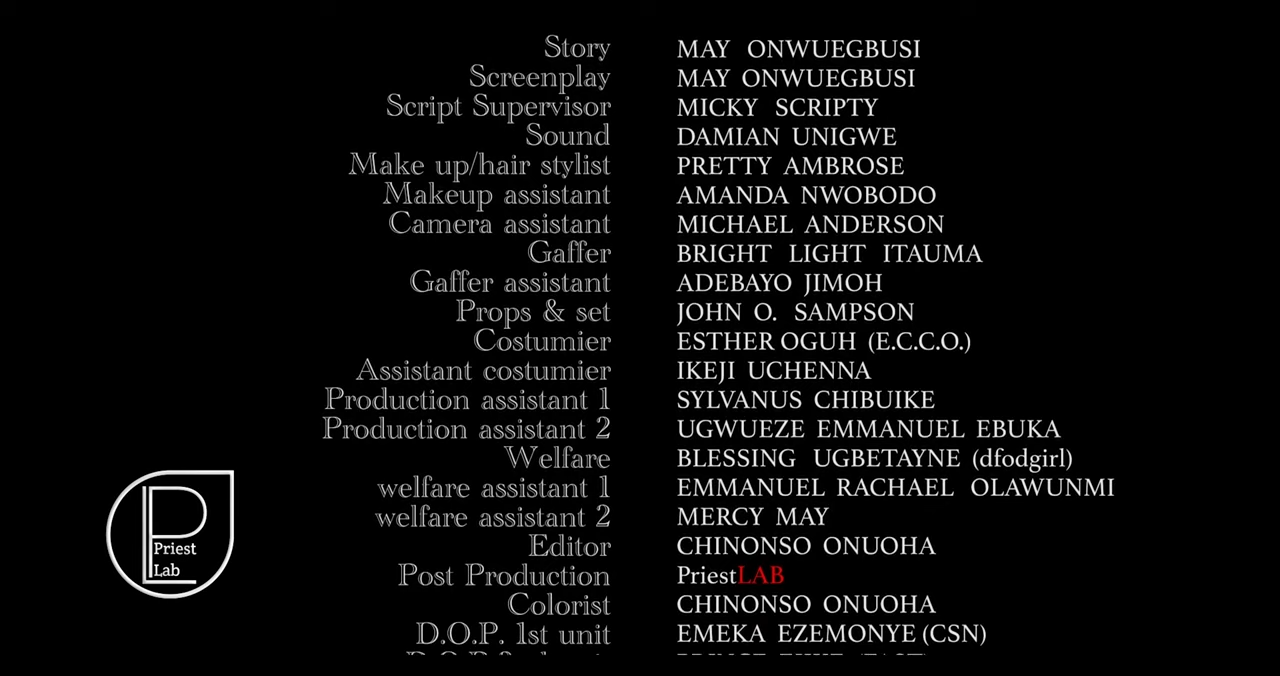 Story MAY ONWUEGBUSI
Screenplay MAY ONWUEGBUSI
Script Supervisor MICKY SCRIPTY
Sound DAMIAN UNIGWE
Make up/hair stylist PRETTY AMBROSE
Makeup assistant AMANDA NWOBODO
Camera assistant MICHAEL ANDERSON
Gaffer BRIGHT LIGHT ITAUMA
Gaffer assistant ADEBAYO JIMOH
Props & set JOHN O. SAMPSON
Costumier ESTHER OGUH (E.C.C.O.)
Assistant costumier IKEJI UCHENNA
Production assistant 1 SYLVANUS CHIBUIKE
Production assistant 2 UGWUEZE EMMANUEL EBUKA
Welfare BLESSING UGBETAYNE (dfodgirl)
welfare assistant 1 EMMANUEL RACHAEL OLAWUNMI
welfare assistant 2 MERCY MAY
Editor CHINONSO ONUOHA
Post Production PriestLAB
Colorist CHINONSO ONUOHA
D.O.P. 1st unit EMEKA EZEMONYE (CSN)
Priest
Lab